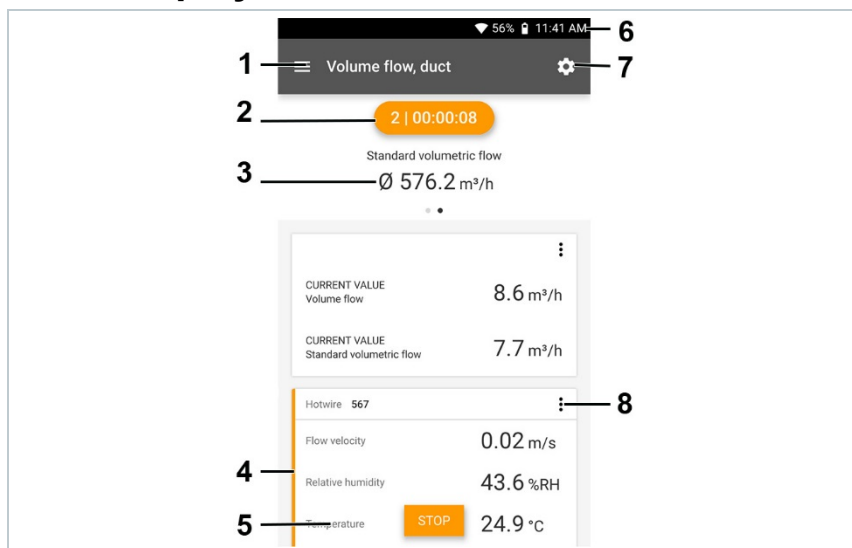 56% 11:41 AM 6
1 Volume flow, duct 7
2 2 | 00:00:08
Standard volumetric flow
3 Ø 576.2 m³/h
CURRENT VALUE
Volume flow 8.6 m³/h
CURRENT VALUE
Standard volumetric flow 7.7 m³/h
Hotwire 567 8
Flow velocity 0.02 m/s
4 Relative humidity 43.6 %RH
5 Temperature STOP 24.9 °C